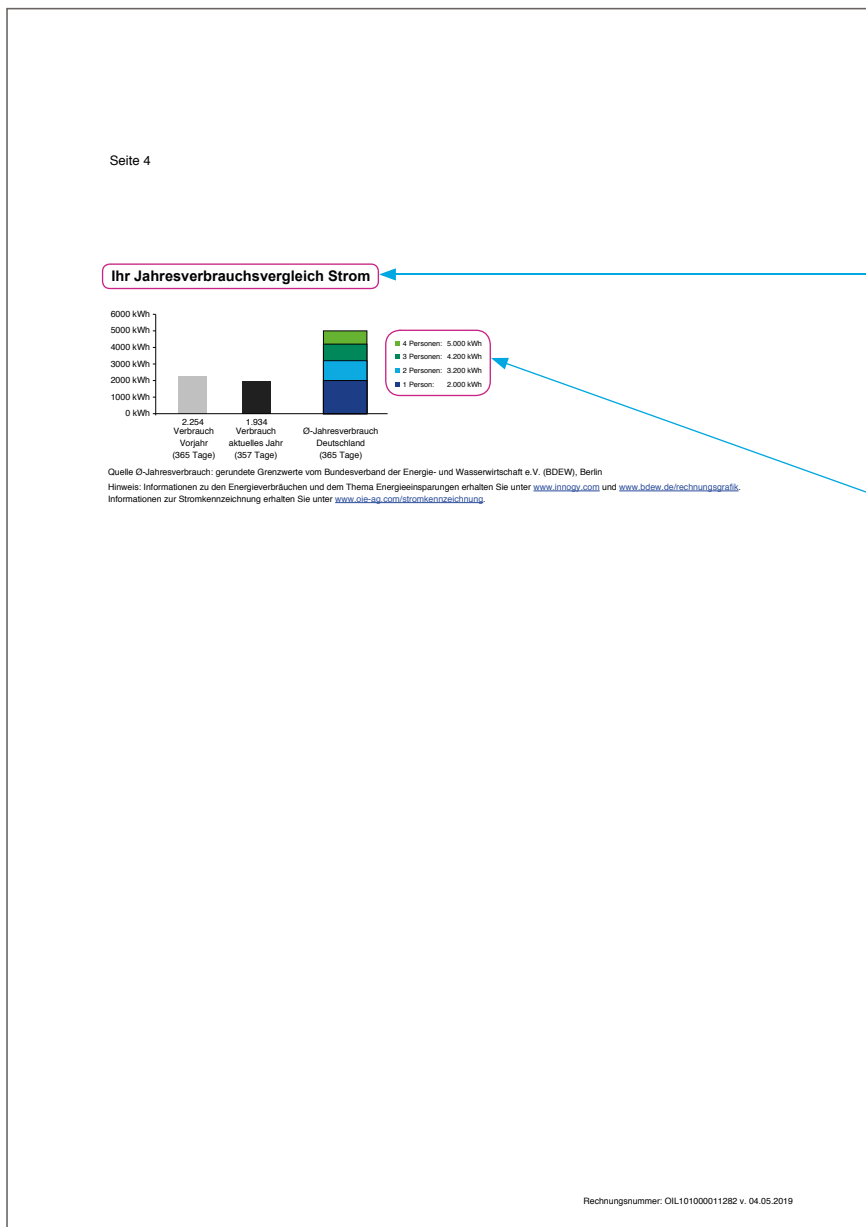 Seite 4
Ihr Jahresverbrauchsvergleich Strom
6000 kWh
5000 kWh
4000 kWh
3000 kWh
2000 kWh
1000 kWh
0 kWh
4 Personen: 5.000 kWh
3 Personen: 4.200 kWh
2 Personen: 3.200 kWh
1 Person: 2.000 kWh
2.254
Verbrauch
Vorjahr
(365 Tage)
1.934
Verbrauch
aktuelles Jahr
(357 Tage)
Ø-Jahresverbrauch
Deutschland
(365 Tage)
Quelle Ø-Jahresverbrauch: gerundete Grenzwerte vom Bundesverband der Energie- und Wasserwirtschaft e.V. (BDEW), Berlin
Hinweis: Informationen zu den Energieverbräuchen und dem Thema Energieeinsparungen erhalten Sie unter www.innogy.com und www.bdew.de/rechnungsgrafik.
Informationen zur Stromkennzeichnung erhalten Sie unter www.oie-ag.com/stromkennzeichnung.
Rechnungsnummer: OIL101000011282 v. 04.05.2019